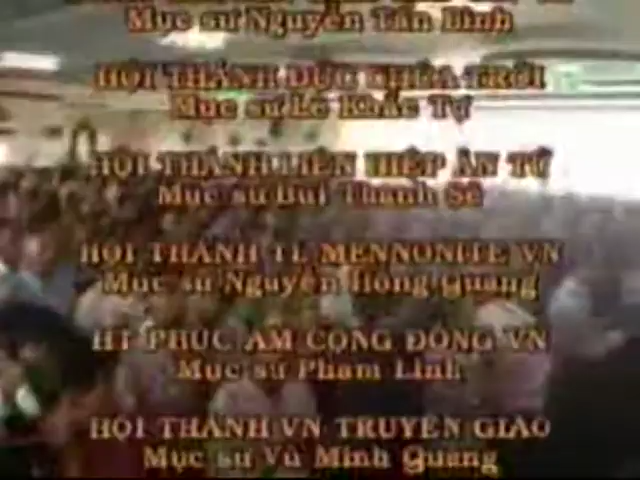 Mục sư Nguyễn Tấn Bình
HỘI THÁNH ĐỨC CHÚA TRỜI
Mục sư Lê Khắc Tự
HỘI THÁNH LIÊN HIỆP ÂN TỨ
Mục sư Bùi Thanh Sê
HỘI THÁNH TL MENNONITE VN
Mục sư Nguyễn Hồng Quang
HT PHÚC ÂM CỘNG ĐỒNG VN
Mục sư Phạm Linh
HỘI THÁNH VN TRUYỀN GIÁO
Mục sư Vũ Minh Quang